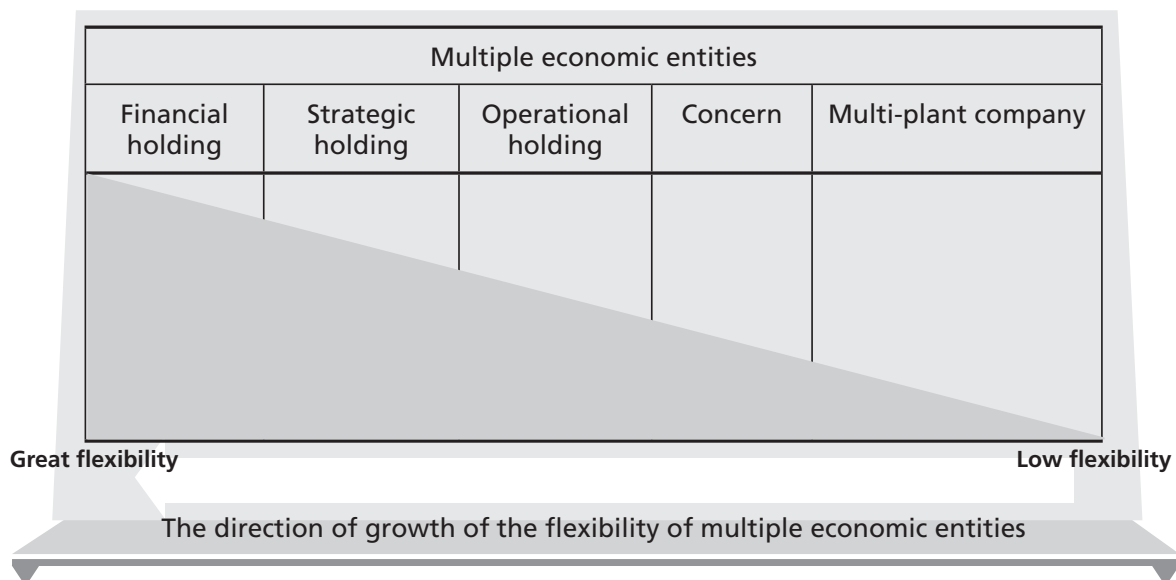 Multiple economic entities
Financial
holding
Strategic
holding
Operational
holding
Concern
Multi-plant company
Great flexibility
Low flexibility
The direction of growth of the flexibility of multiple economic entities